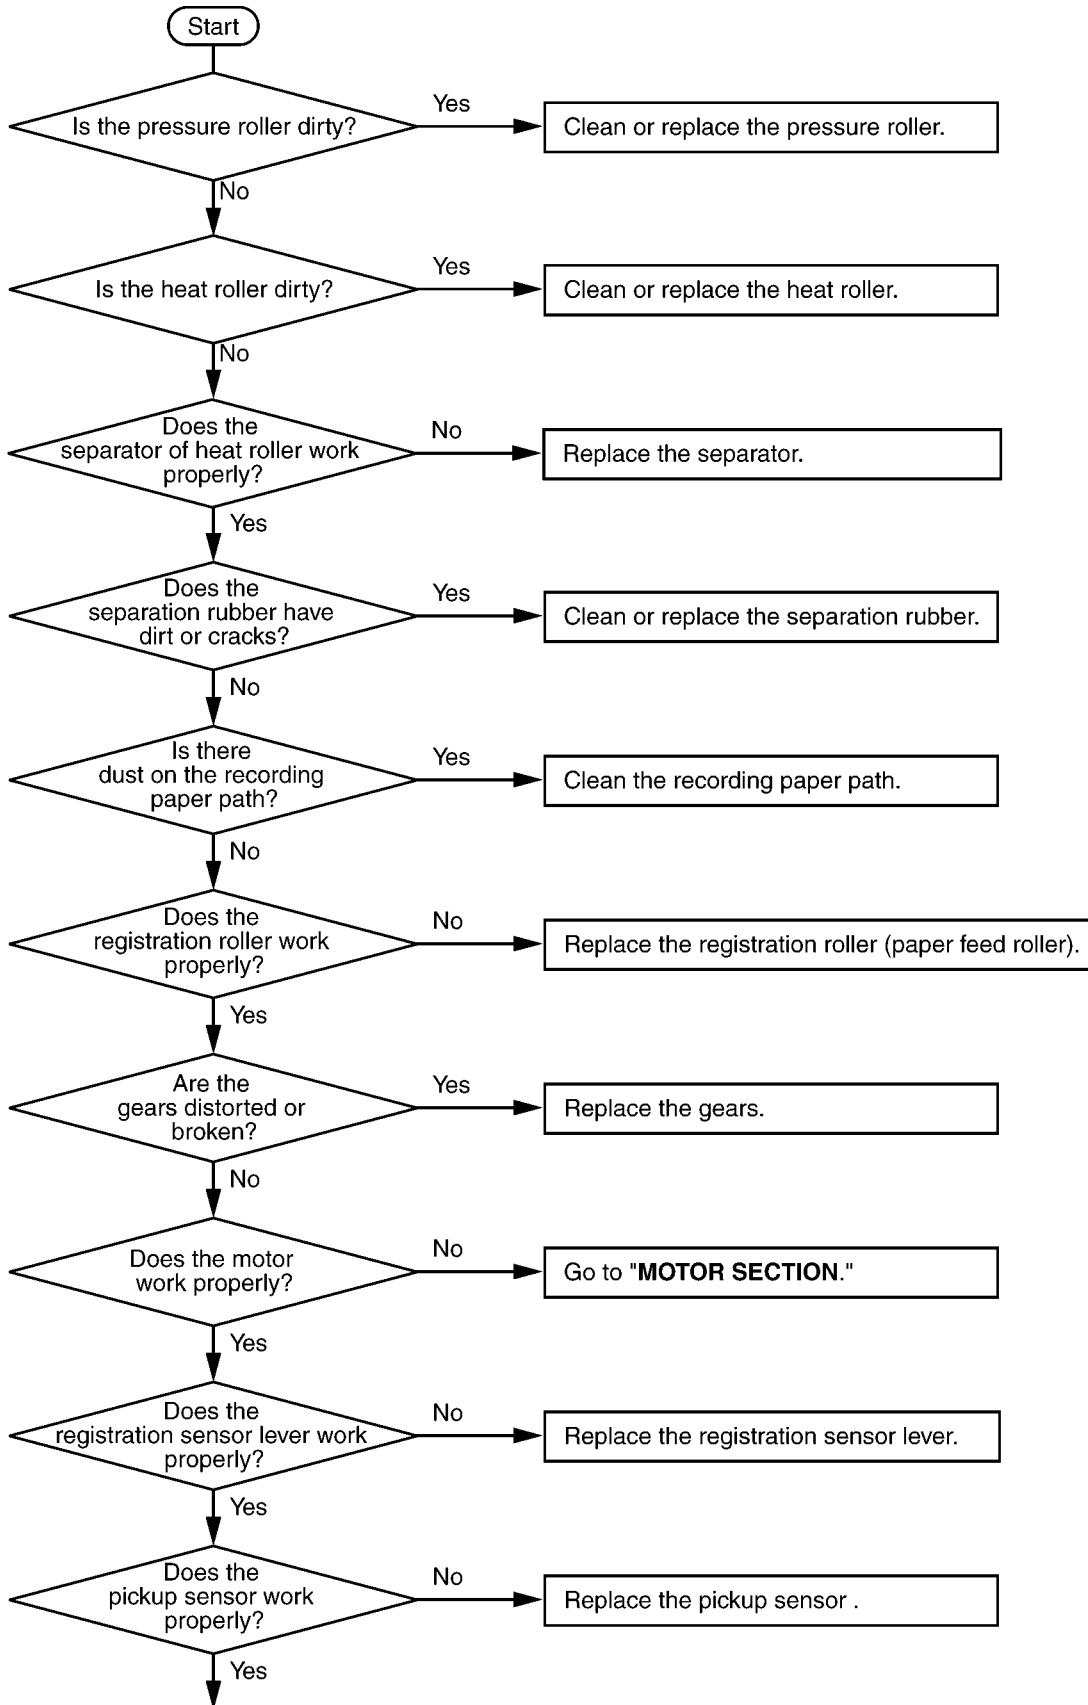 Start
Is the pressure roller dirty?
Yes
Clean or replace the pressure roller.
No
Is the heat roller dirty?
Yes
Clean or replace the heat roller.
No
Does the
separator of heat roller work
properly?
No
Replace the separator.
Yes
Does the
separation rubber have
dirt or cracks?
Yes
Clean or replace the separation rubber.
No
Is there
dust on the recording
paper path?
Yes
Clean the recording paper path.
No
Does the
registration roller work
properly?
No
Replace the registration roller (paper feed roller).
Yes
Are the
gears distorted or
broken?
Yes
Replace the gears.
No
Does the motor
work properly?
No
Go to "MOTOR SECTION."
Yes
Does the
registration sensor lever work
properly?
No
Replace the registration sensor lever.
Yes
Does the
pickup sensor work
properly?
No
Replace the pickup sensor .
Yes